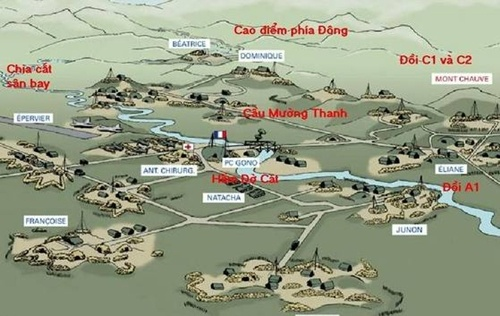 Cao điểm phía Đông
BÉATRICE
DOMINIQUE
Đồi C1 và C2
Chia cắt
sân bay
MONT CHAUVE
ÉPERVIER
Cầu Mường Thanh
ANT. CHIRURG.
PC GONO
ÉLIANE
Hầm Đờ Cát
Đồi A1
NATACHA
FRANÇOISE
JUNON